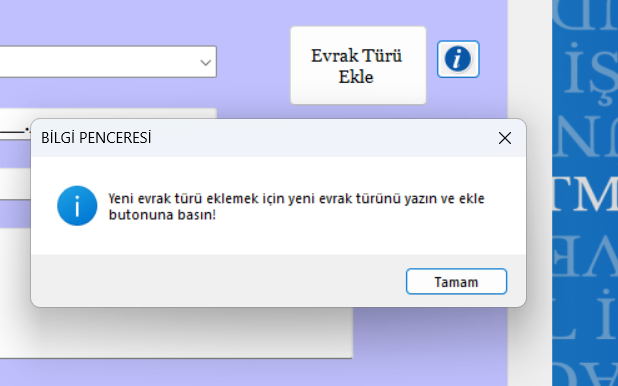 Evrak Türü
Ekle
BİLGİ PENCERESİ
Yeni evrak türü eklemek için yeni evrak türünü yazın ve ekle
butonuna basın!
Tamam